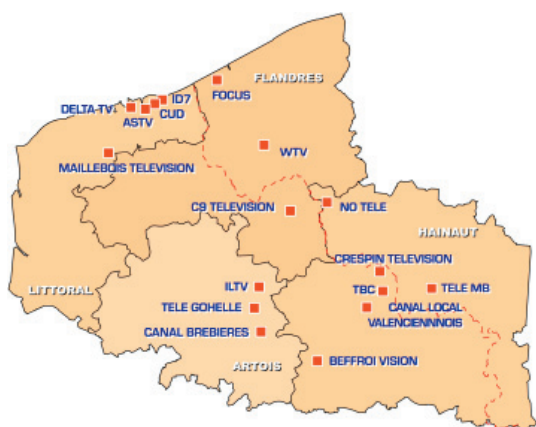 FLANDRES
FOCUS
ID7
DELTA TV
CUD
ASTV
WTV
MAILLEBOIS TELEVISION
C9 TELEVISION
NO TELE
HAINAUT
CRESPIN TELEVISION
LITTORAL
ILTV
TBC
TELE MB
TELE GOHELLE
CANAL LOCAL
VALENCIENNNOIS
CANAL BREBIERES
ARTOIS
BEFFROI VISION